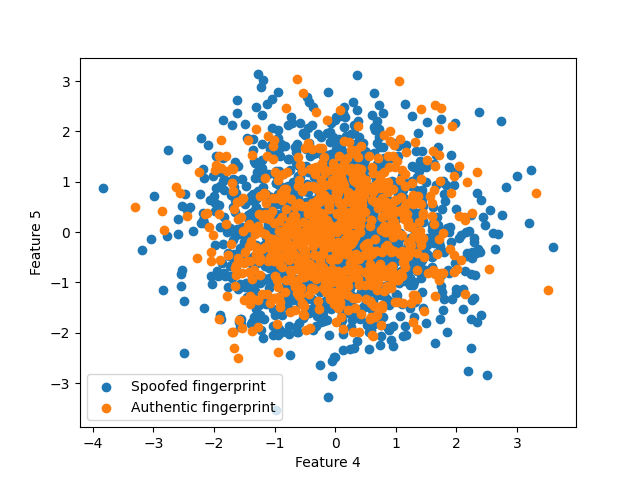 3
2
1
0
−1
−2
−3
Feature 5
Spoofed fingerprint
Authentic fingerprint
−4 −3 −2 −1 0 1 2 3
Feature 4